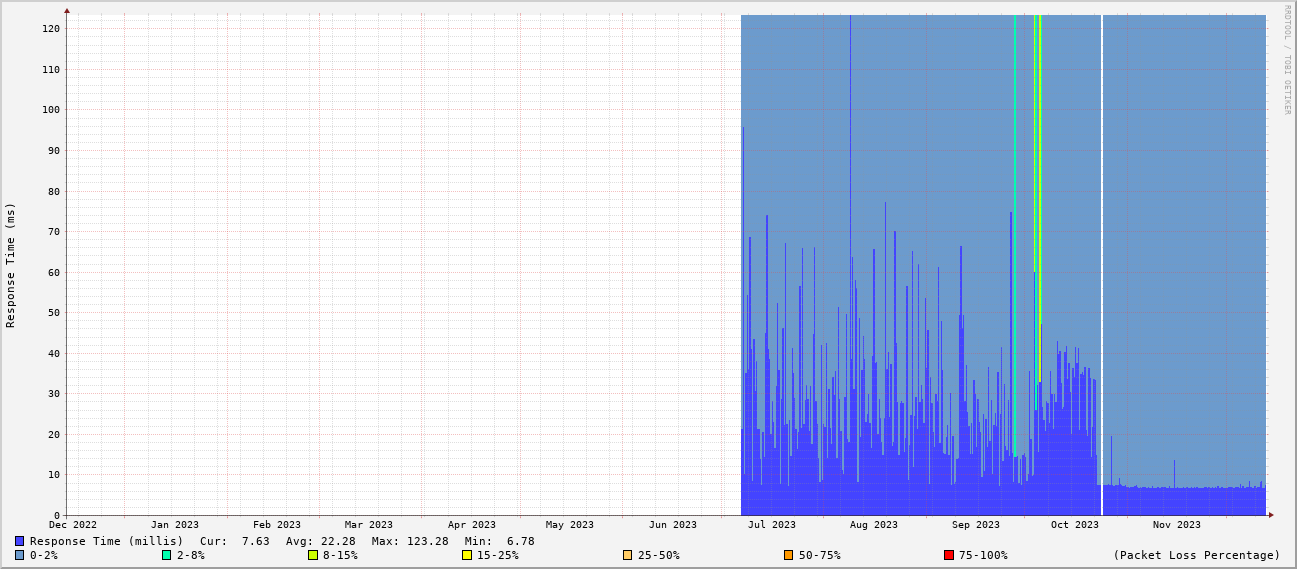 RRDTOOL / TOBI OETIKER
Response Time (ms)
120
110
100
90
80
70
60
50
40
30
20
10
0
Dec 2022 Jan 2023 Feb 2023 Mar 2023 Apr 2023 May 2023 Jun 2023 Jul 2023 Aug 2023 Sep 2023 Oct 2023 Nov 2023
Response Time (millis) Cur: 7.63 Avg: 22.28 Max: 123.28 Min: 6.78
0-2% 2-8% 8-15% 15-25% 25-50% 50-75% 75-100% (Packet Loss Percentage)